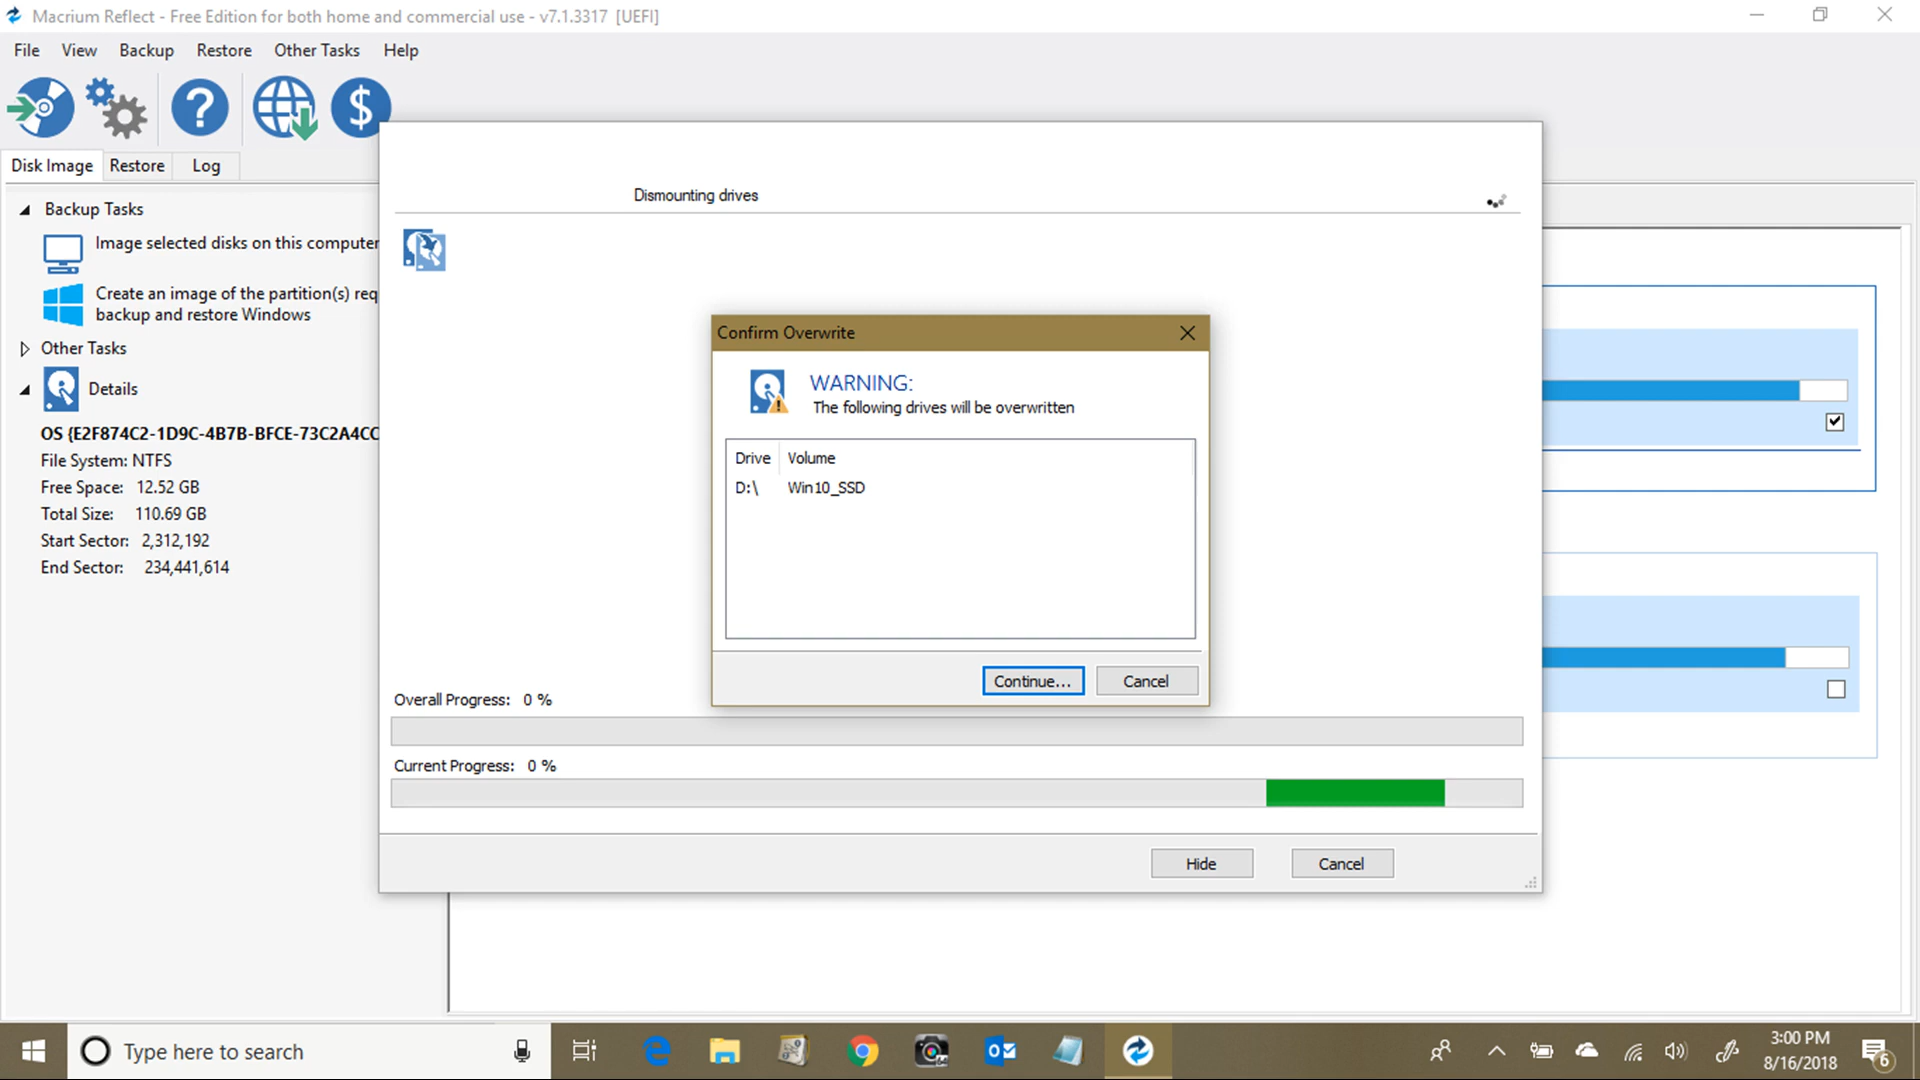 Macrium Reflect - Free Edition for both home and commercial use - v7.1.3317 [UEFI]
File View Backup Restore Other Tasks Help
Disk Image Restore Log
Backup Tasks
Image selected disks on this computer
Create an image of the partition(s) req
backup and restore Windows
Other Tasks
Details
OS {E2F874C2-1D9C-4B7B-BFCE-73C2A4CC
File System: NTFS
Free Space: 12.52 GB
Total Size: 110.69 GB
Start Sector: 2,312,192
End Sector: 234,441,614
Dismounting drives
Confirm Overwrite
WARNING:
The following drives will be overwritten
Drive Volume
D:\ Win10_SSD
Continue... Cancel
Overall Progress: 0 %
Current Progress: 0 %
Hide Cancel
Type here to search
3:00 PM
8/16/2018
6